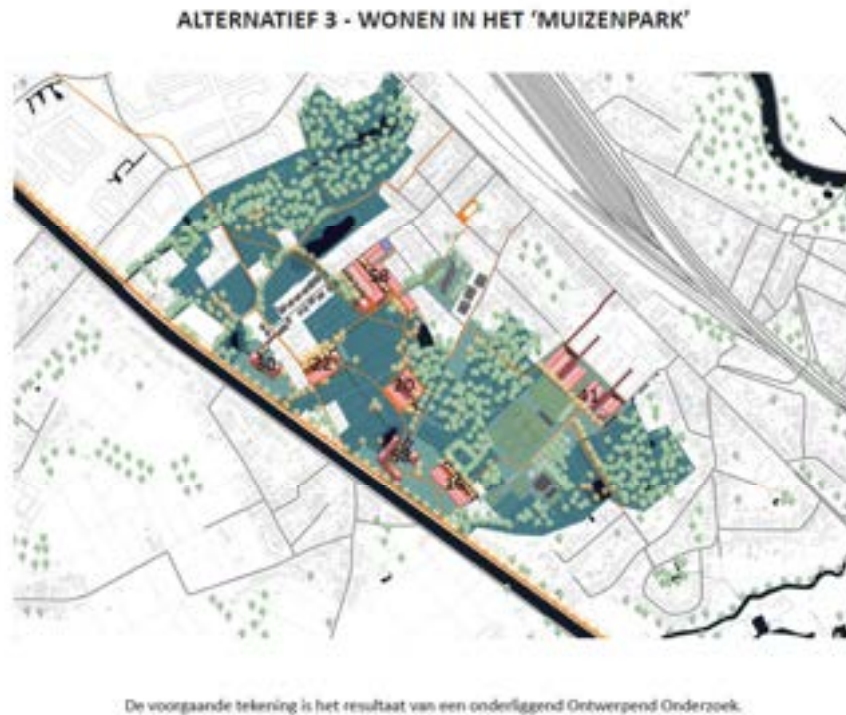 ALTERNATIEF 3 - WONEN IN HET ‘MUIZENPARK’
De voorgaande tekening is het resultaat van een onderliggend Ontwerpend Onderzoek.